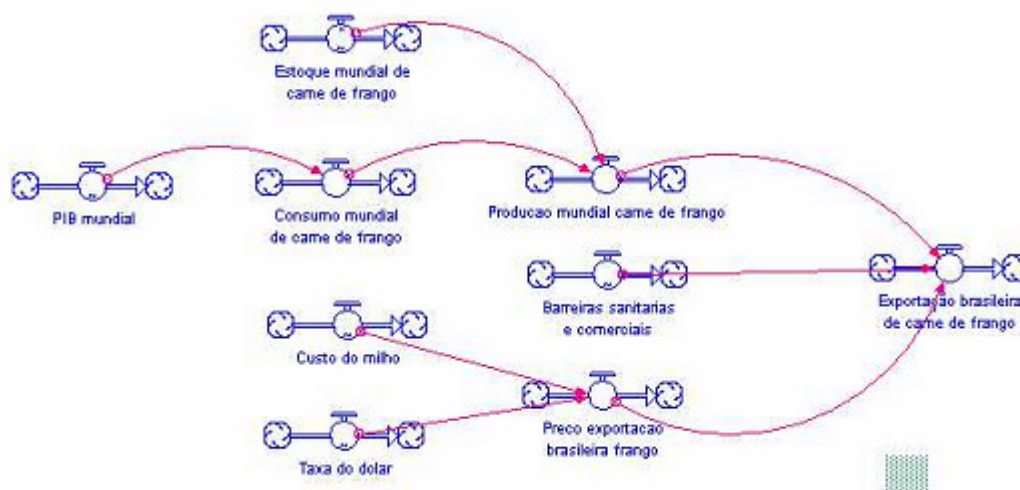 Estoque mundial de
carne de frango
PIB mundial
Consumo mundial
de carne de frango
Producao mundial carne de frango
Barreiras sanitarias
e comerciais
Exportação brasileira
de carne de frango
Custo do milho
Preco exportacao
brasileira frango
Taxa do dolar